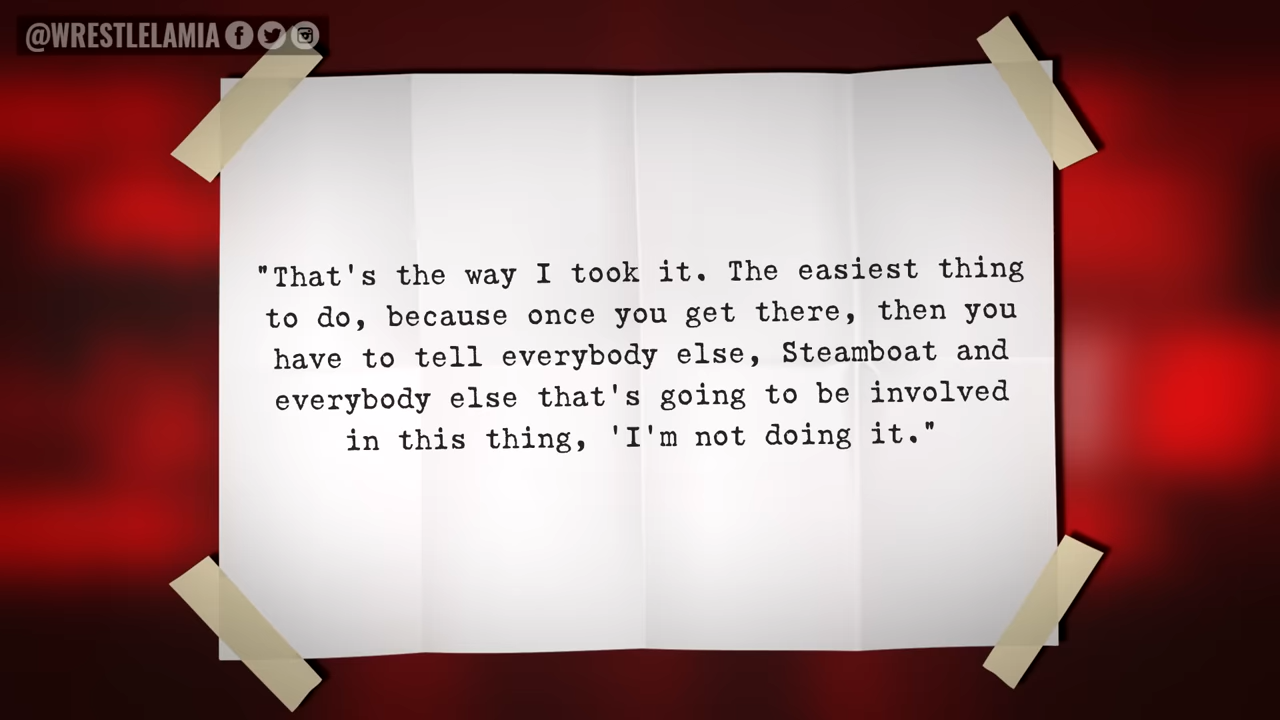 @WRESTLELAMIA
"That's the way I took it. The easiest thing
to do, because once you get there, then you
have to tell everybody else, Steamboat and
everybody else that's going to be involved
in this thing, 'I'm not doing it."